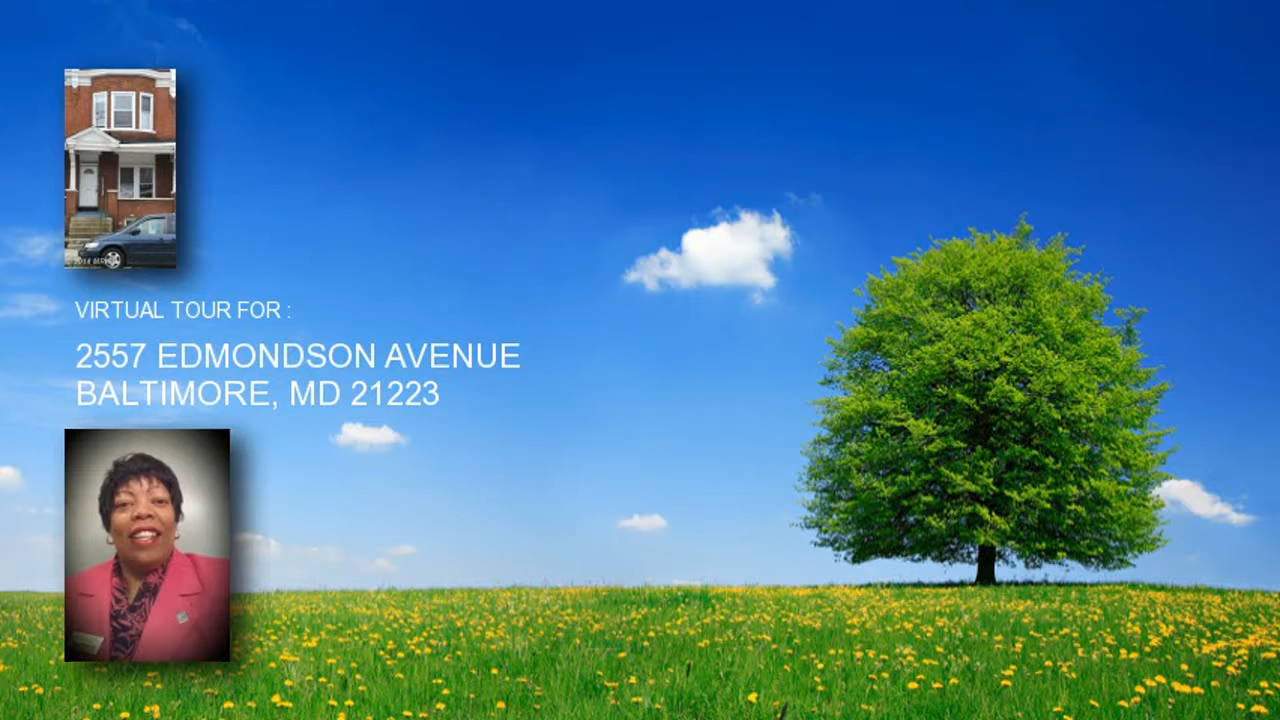 VIRTUAL TOUR FOR :
2557 EDMONDSON AVENUE
BALTIMORE, MD 21223